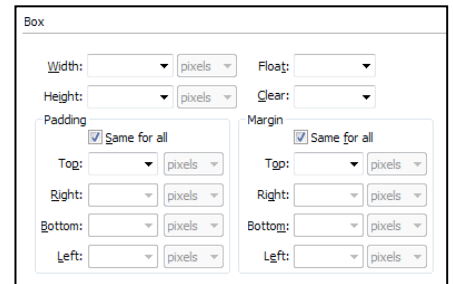 Box
Width: pixels Float:
Height: pixels Clear:
Padding Margin
Same for all Same for all
Top: pixels Top: pixels
Right: pixels Right: pixels
Bottom: pixels Bottom: pixels
Left: pixels Left: pixels